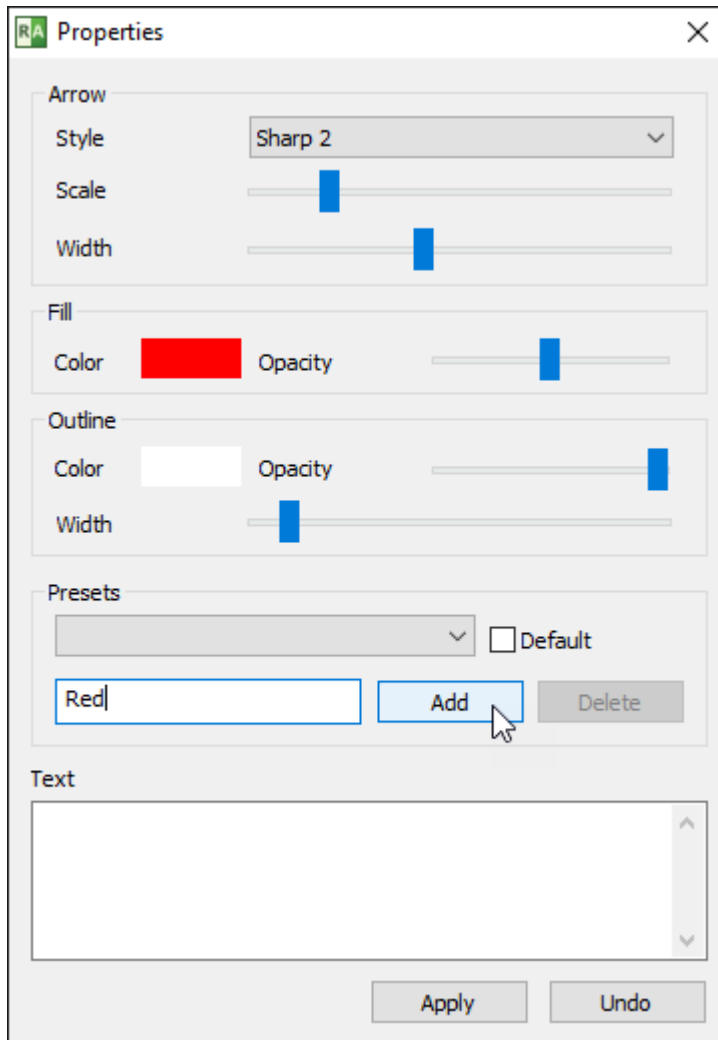 RA Properties
Arrow
Style Sharp 2
Scale
Width
Fill
Color Opacity
Outline
Color Opacity
Width
Presets
Default
Red Add Delete
Text
Apply Undo